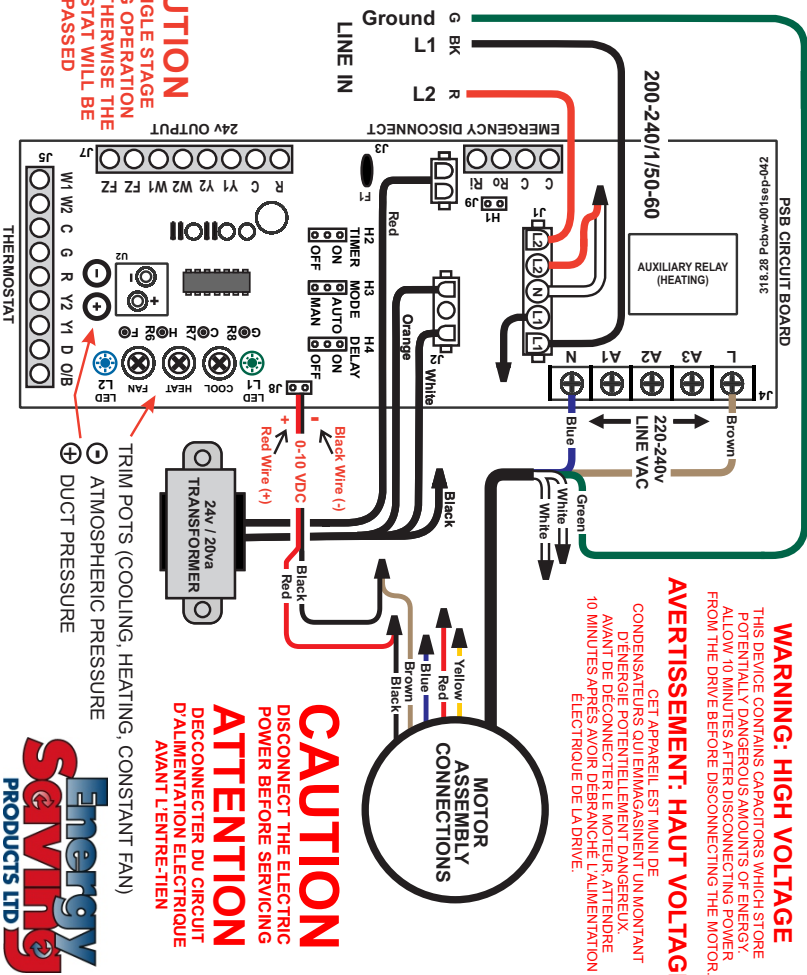 Ground G
L1 BK
L2 R
LINE IN
UTION
IGLE STAGE
G OPERATION
THERWISE THE
STAT WILL BE
PASSED
200-240/1/50-60
PSB CIRCUIT BOARD
318.28 Pcbw-001sep-042
AUXILIARY RELAY
(HEATING)
24v OUTPUT
J7
R
C
Y1
Y2
W2
W1
FZ
FZ
EMERGENCY DISCONNECT
J3
F1
C
C
Ro
Ri
J9
H1
J1
L2
L2
N
L1
L1
J5
W1
W2
C
G
R
Y2
Y1
D
O/B
THERMOSTAT
U2
H2
TIMER
ON
OFF
H3
MODE
AUTO
MAN
H4
DELAY
ON
OFF
F
R6
H
R7
C
R8
G
L2
LED
FAN
HEAT
COOL
L1
LED
J8
J2
Red
Orange
White
J4
N
A1
A2
A3
L
Blue
220-240v
LINE VAC
Brown
Green
White
White
Red Wire (+)
+
0-10 VDC
-
Black Wire (-)
24v / 20va
TRANSFORMER
Black
Black
Red
TRIM POTS (COOLING, HEATING, CONSTANT FAN)
ATMOSPHERIC PRESSURE
DUCT PRESSURE
Yellow
Red
Blue
Brown
Black
MOTOR
ASSEMBLY
CONNECTIONS
WARNING: HIGH VOLTAGE
THIS DEVICE CONTAINS CAPACITORS WHICH STORE
POTENTIALLY DANGEROUS AMOUNTS OF ENERGY.
ALLOW 10 MINUTES AFTER DISCONNECTING POWER
FROM THE DRIVE BEFORE DISCONNECTING THE MOTOR.
AVERTISSEMENT: HAUT VOLTAG
CET APPAREIL EST MUNI DE
CONDENSATEURS QUI EMMAGASINENT UN MONTANT
D'ÉNERGIE POTENTIELLEMENT DANGEREUX.
AVANT DE DÉCONNECTER LE MOTEUR, ATTENDRE
10 MINUTES APRÈS AVOIR DÉBRANCHÉ L'ALIMENTATION
ÉLECTRIQUE DE LA DRIVE.
CAUTION
DISCONNECT THE ELECTRIC
POWER BEFORE SERVICING
ATTENTION
DECCONNECTER DU CIRCUIT
D'ALIMENTATION ELECTRIQUE
AVANT L'ENTRE-TIEN
Energy
Saving
PRODUCTS LTD